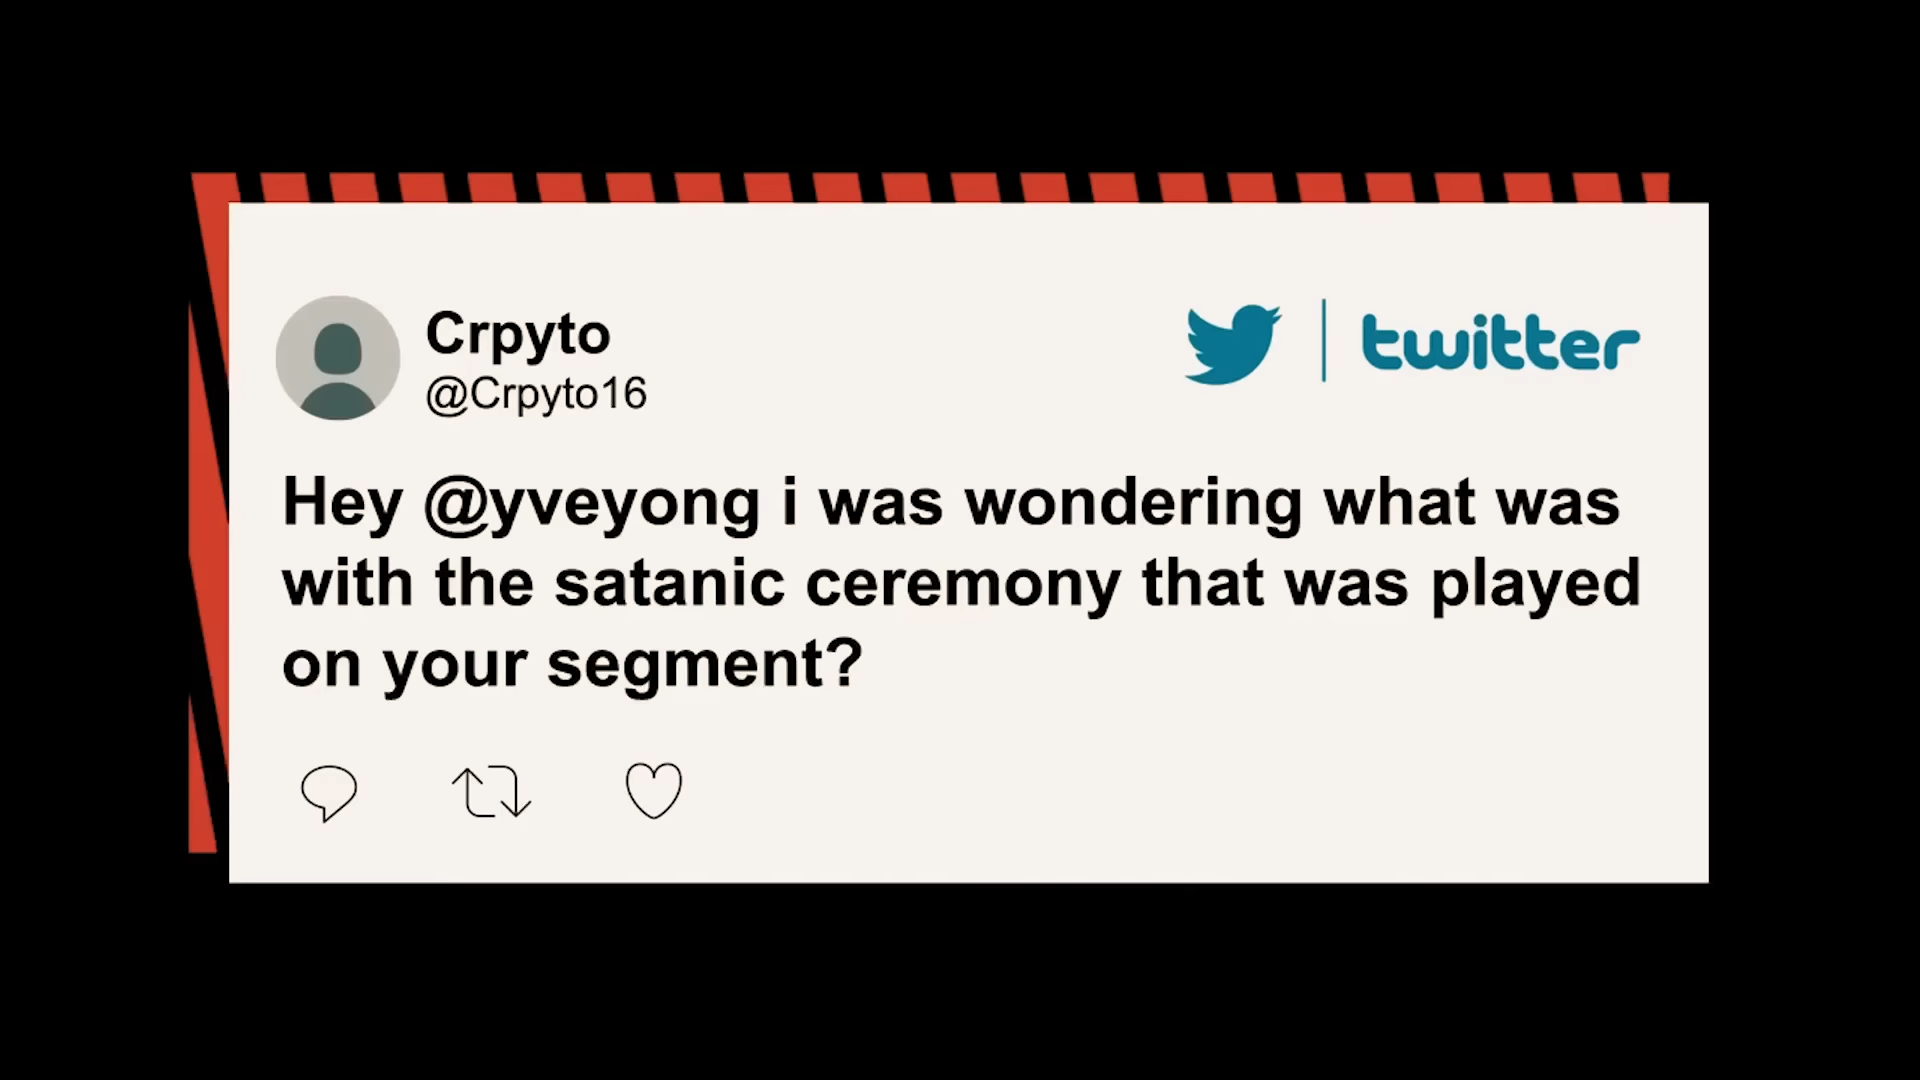 Crpyto
@Crpyto16
twitter
Hey @yveyong i was wondering what was
with the satanic ceremony that was played
on your segment?